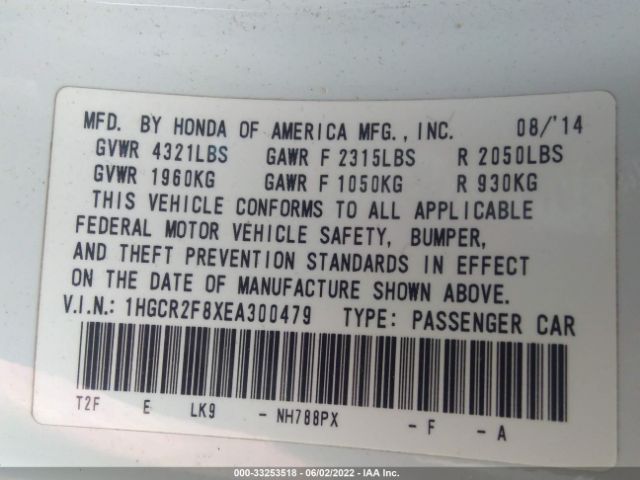 MFD. BY HONDA OF AMERICA MFG., INC. 08/'14
GVWR 4321LBS GAWR F 2315LBS R 2050LBS
GVWR 1960KG GAWR F 1050KG R 930KG
THIS VEHICLE CONFORMS TO ALL APPLICABLE
FEDERAL MOTOR VEHICLE SAFETY, BUMPER,
AND THEFT PREVENTION STANDARDS IN EFFECT
ON THE DATE OF MANUFACTURE SHOWN ABOVE.
V.I.N.: 1HGCR2F8XEA300479 TYPE: PASSENGER CAR
T2F E LK9 - NH788PX - F - A
000-33253518 - 06/02/2022 - IAA Inc.